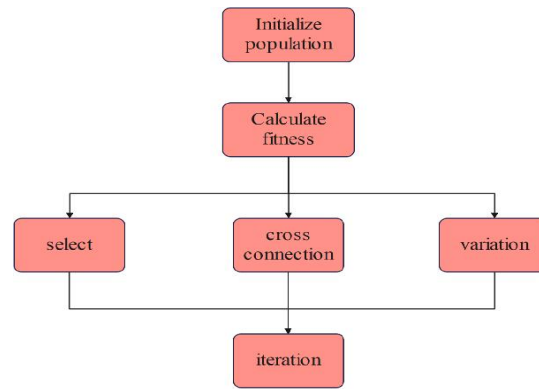 Initialize
population
Calculate
fitness
select
cross
connection
variation
iteration